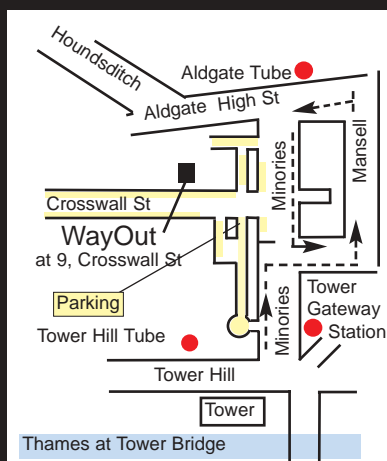 Houndsditch
Aldgate Tube
Aldgate High St
Minories
Mansell
Crosswall St
WayOut
at 9, Crosswall St
Parking
Tower
Gateway
Station
Minories
Tower Hill Tube
Tower Hill
Tower
Thames at Tower Bridge